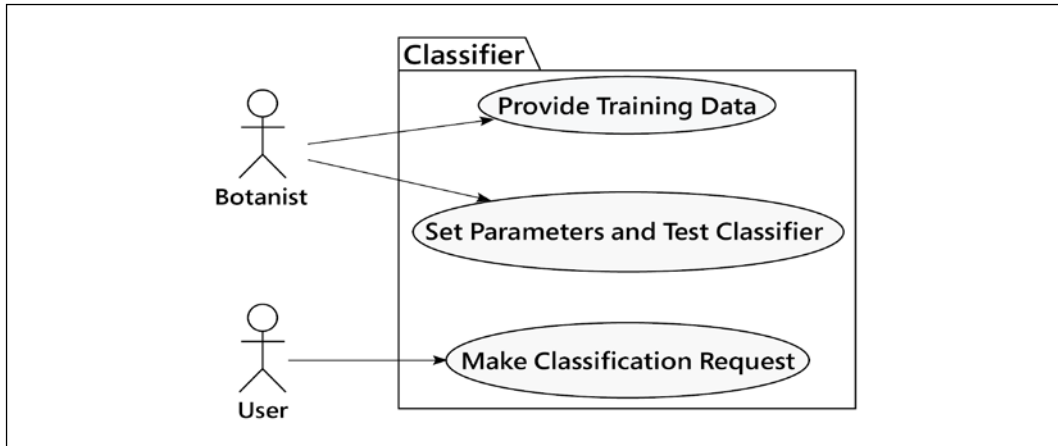 Classifier
Provide Training Data
Botanist
Set Parameters and Test Classifier
Make Classification Request
User